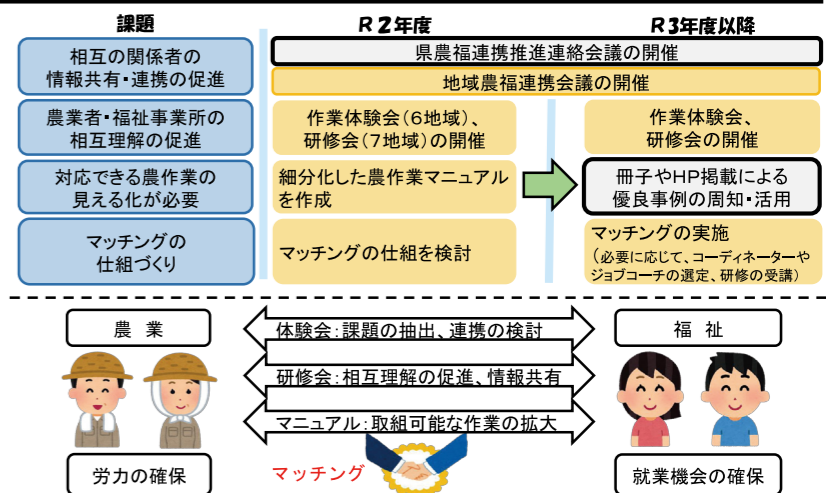 課題
R2年度
R3年度以降
相互の関係者の
情報共有・連携の促進
県農福連携推進連絡会議の開催
地域農福連携会議の開催
農業者・福祉事業所の
相互理解の促進
作業体験会(6地域)、
研修会(7地域)の開催
作業体験会、
研修会の開催
対応できる農作業の
見える化が必要
細分化した農作業マニュアル
を作成
冊子やHP掲載による
優良事例の周知・活用
マッチングの
仕組づくり
マッチングの仕組を検討
マッチングの実施
(必要に応じて、コーディネーターや
ジョブコーチの選定、研修の受講)
農 業
体験会:課題の抽出、連携の検討
福 祉
研修会:相互理解の促進、情報共有
マニュアル:取組可能な作業の拡大
労力の確保
マッチング
就業機会の確保